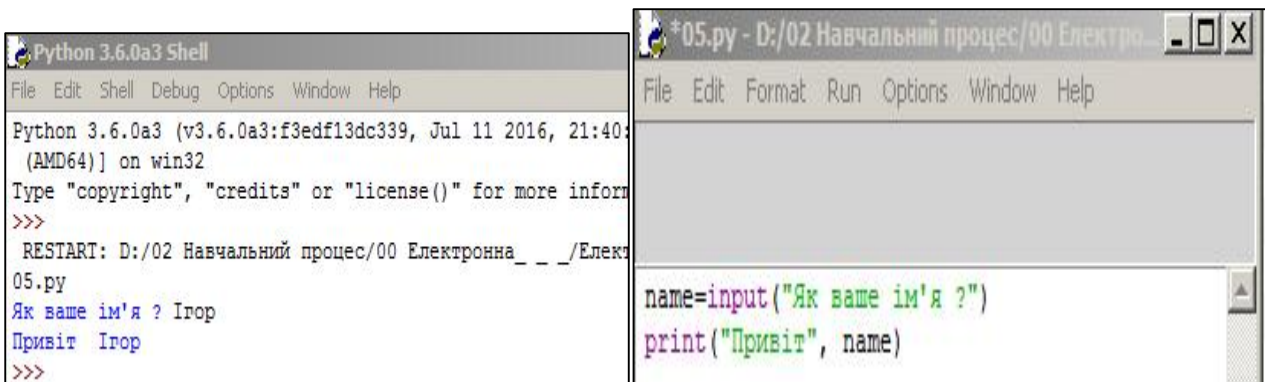 Python 3.6.0a3 Shell
File Edit Shell Debug Options Window Help
Python 3.6.0a3 (v3.6.0a3:f3edf13dc339, Jul 11 2016, 21:40:
(AMD64)] on win32
Type "copyright", "credits" or "license()" for more inform
>>>
RESTART: D:/02 Навчальний процес/00 Електронна_ _ _/Елект
05.py
Як ваше ім'я ? Ігор
Привіт  Ігор
>>>
*05.py - D:/02 Навчальний процес/00 Електро...
File Edit Format Run Options Window Help
name=input("Як ваше ім'я ?")
print("Привіт", name)